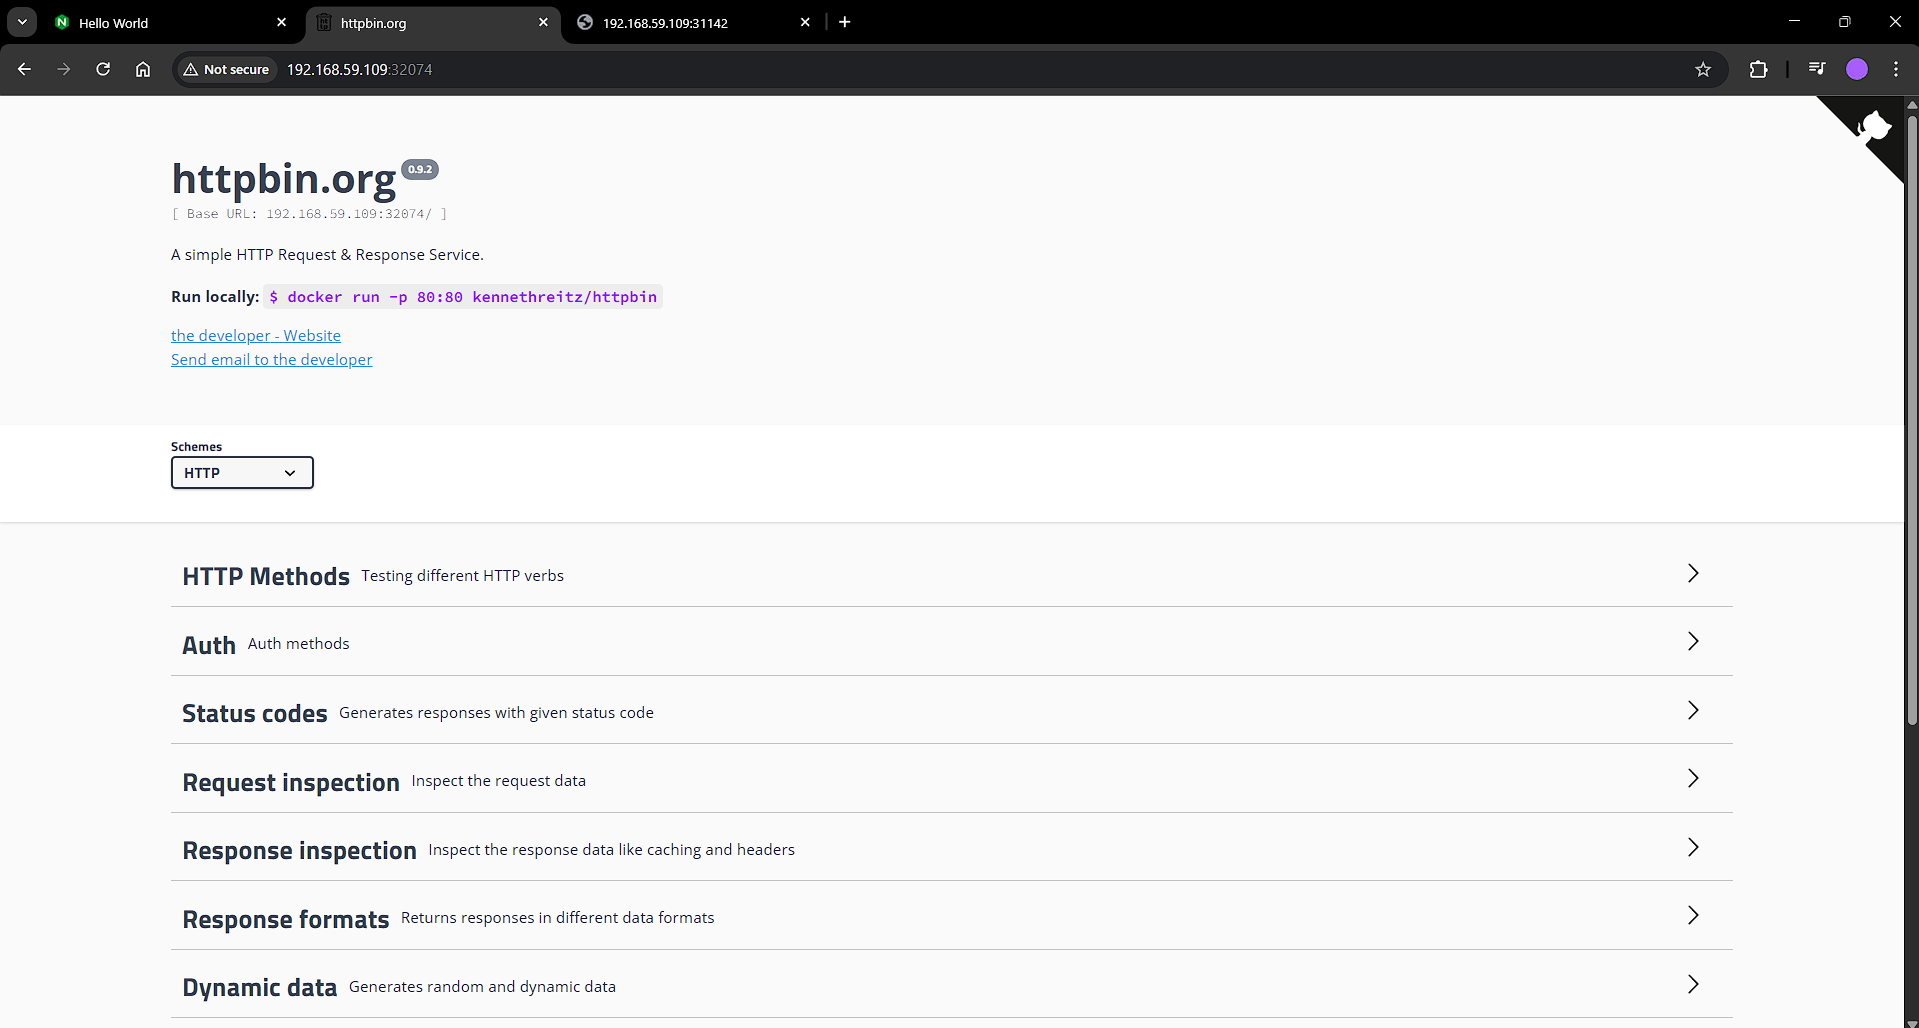 Hello World
httpbin.org
192.168.59.109:31142
Not secure
192.168.59.109:32074
httpbin.org 0.9.2
[ Base URL: 192.168.59.109:32074/ ]
A simple HTTP Request & Response Service.
Run locally: $ docker run -p 80:80 kennethreitz/httpbin
the developer - Website
Send email to the developer
Schemes
HTTP
HTTP Methods Testing different HTTP verbs
Auth Auth methods
Status codes Generates responses with given status code
Request inspection Inspect the request data
Response inspection Inspect the response data like caching and headers
Response formats Returns responses in different data formats
Dynamic data Generates random and dynamic data